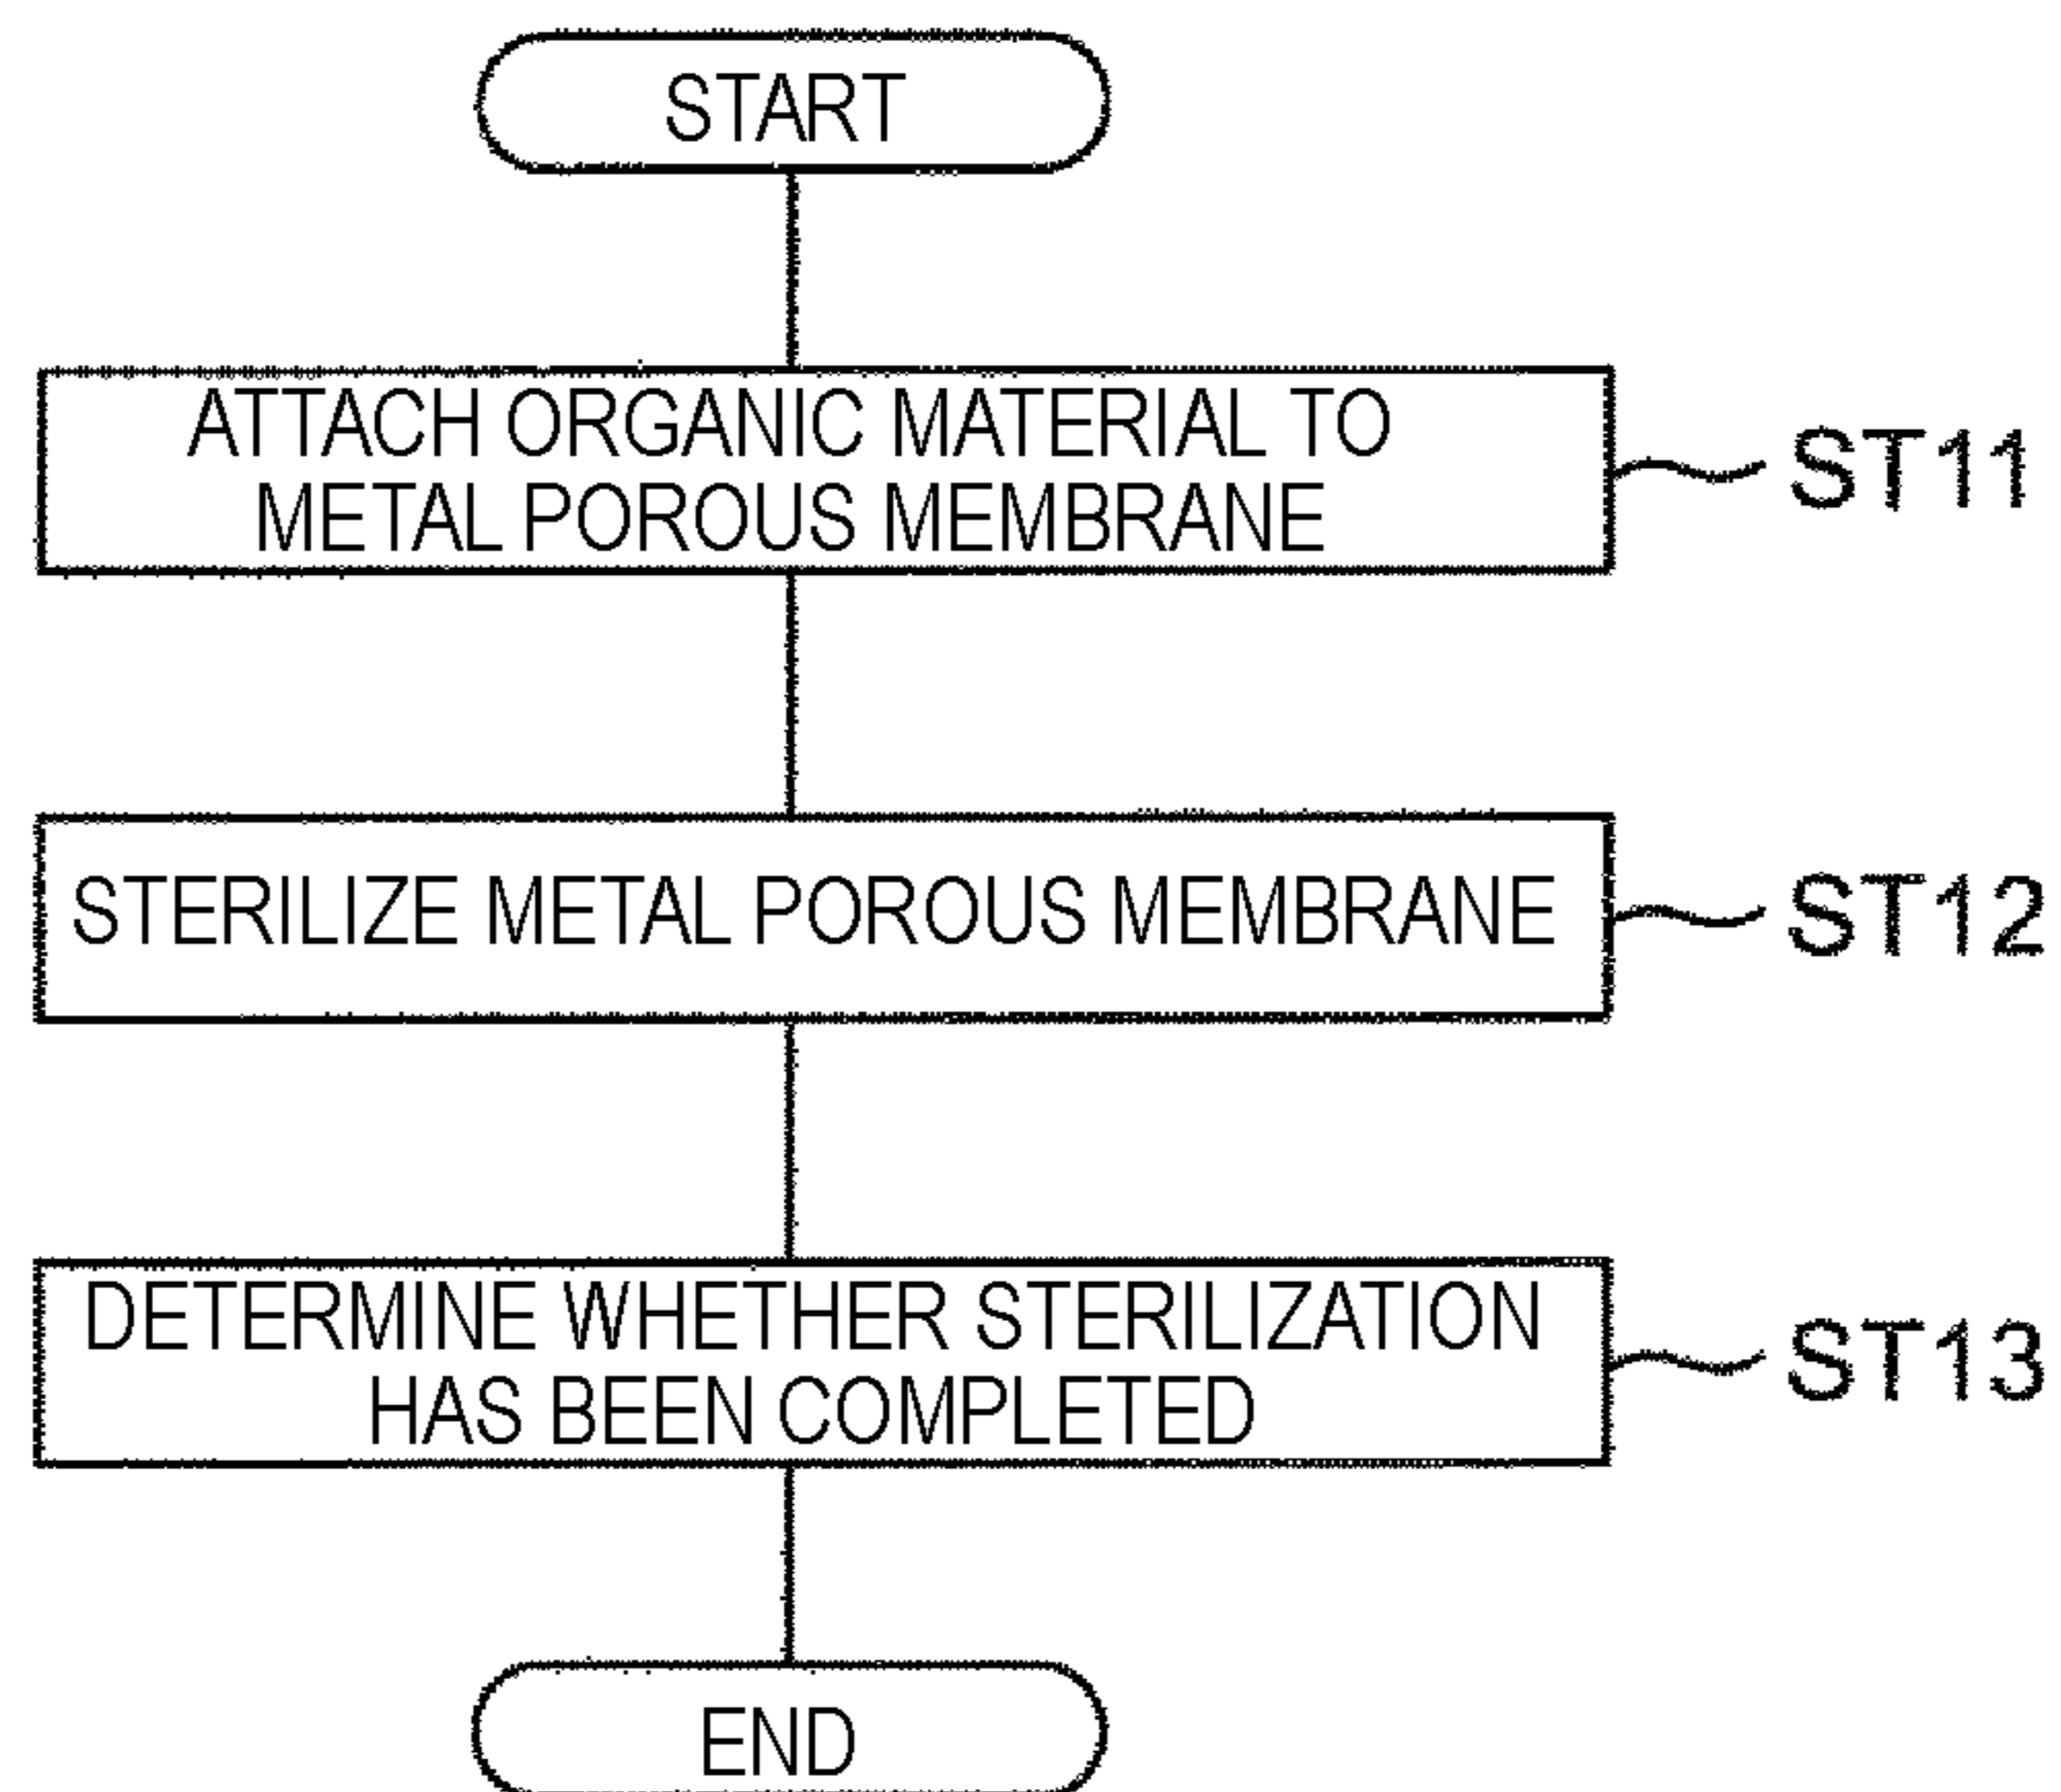 START
ATTACH ORGANIC MATERIAL TO
METAL POROUS MEMBRANE
ST11
STERILIZE METAL POROUS MEMBRANE
ST12
DETERMINE WHETHER STERILIZATION
HAS BEEN COMPLETED
ST13
END